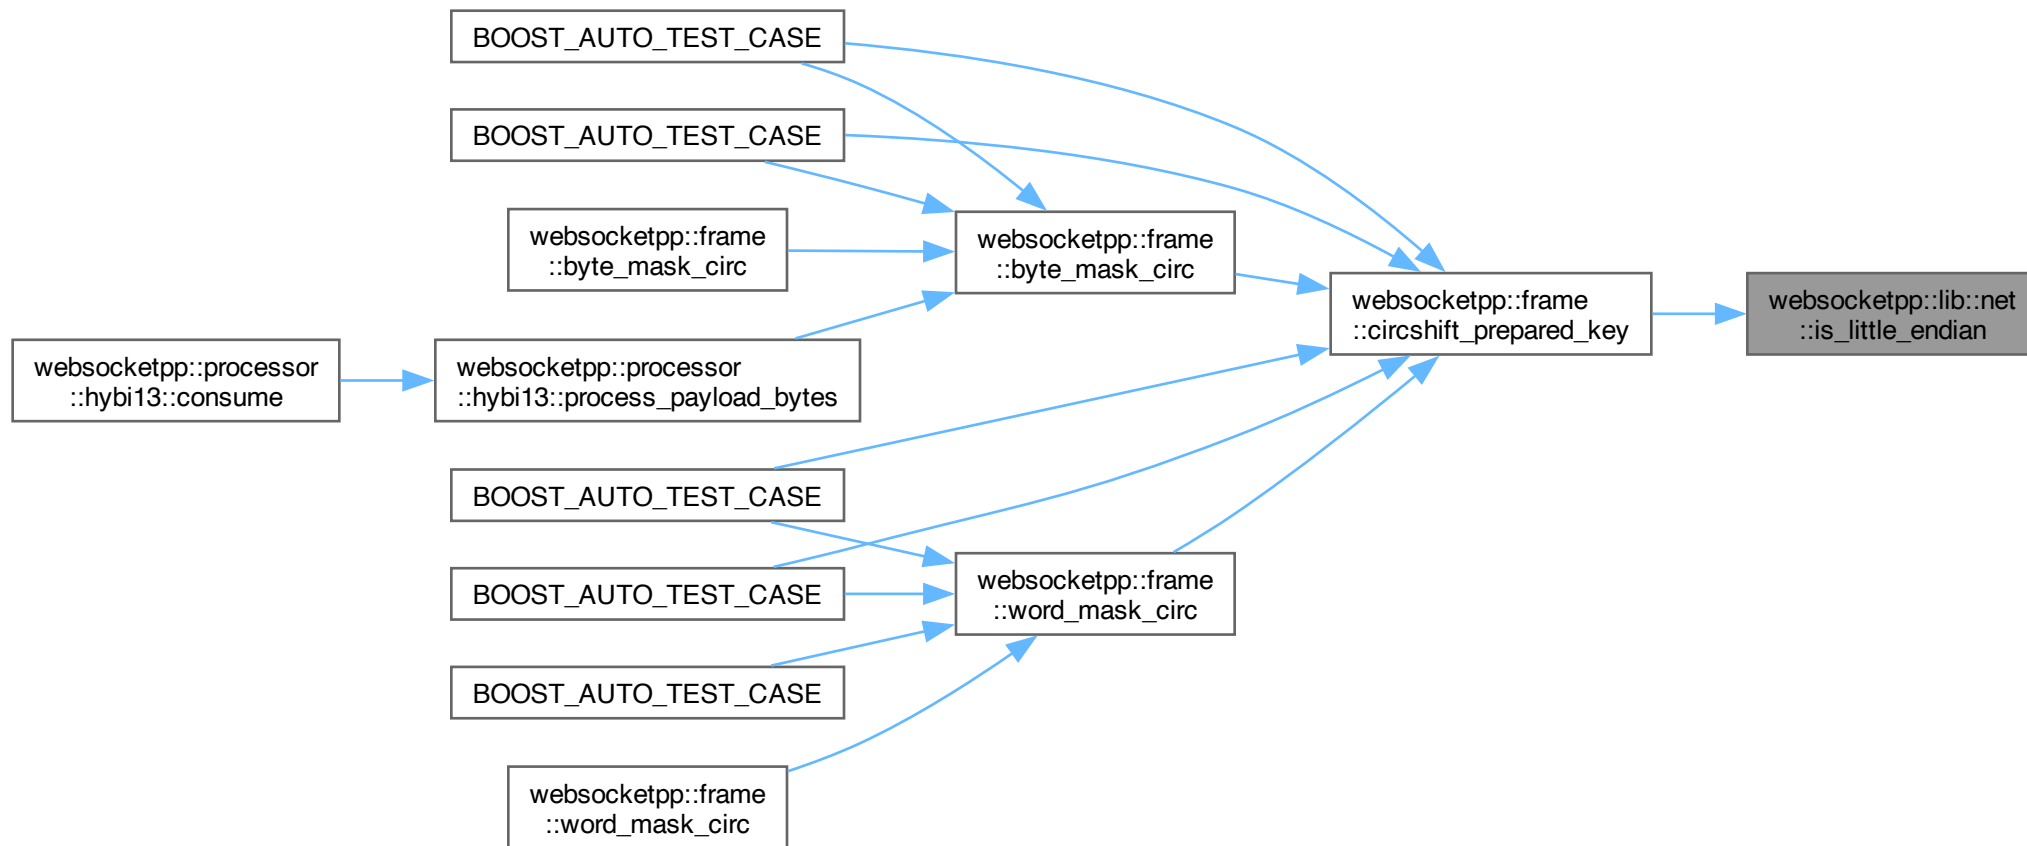 BOOST_AUTO_TEST_CASE
BOOST_AUTO_TEST_CASE
websocketpp::frame
::byte_mask_circ
websocketpp::frame
::byte_mask_circ
websocketpp::frame
::circshift_prepared_key
websocketpp::lib::net
::is_little_endian
websocketpp::processor
::hybi13::consume
websocketpp::processor
::hybi13::process_payload_bytes
BOOST_AUTO_TEST_CASE
BOOST_AUTO_TEST_CASE
websocketpp::frame
::word_mask_circ
BOOST_AUTO_TEST_CASE
websocketpp::frame
::word_mask_circ